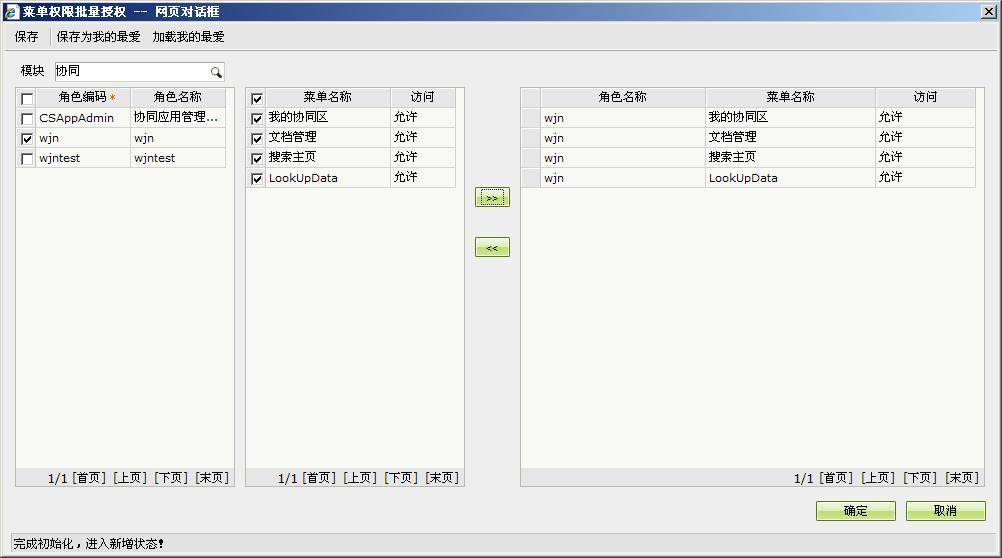 菜单权限批量授权 -- 网页对话框
保存 保存为我的最爱 加载我的最爱
模块 协同
角色编码 * 角色名称
CSAppAdmin 协同应用管理...
wjn wjn
wjntest wjntest
1/1 [首页] [上页] [下页] [末页]
菜单名称 访问
我的协同区 允许
文档管理 允许
搜索主页 允许
LookUpData 允许
1/1 [首页] [上页] [下页] [末页]
>>
<<
角色名称 菜单名称 访问
wjn 我的协同区 允许
wjn 文档管理 允许
wjn 搜索主页 允许
wjn LookUpData 允许
1/1 [首页] [上页] [下页] [末页]
确定 取消
完成初始化，进入新增状态!